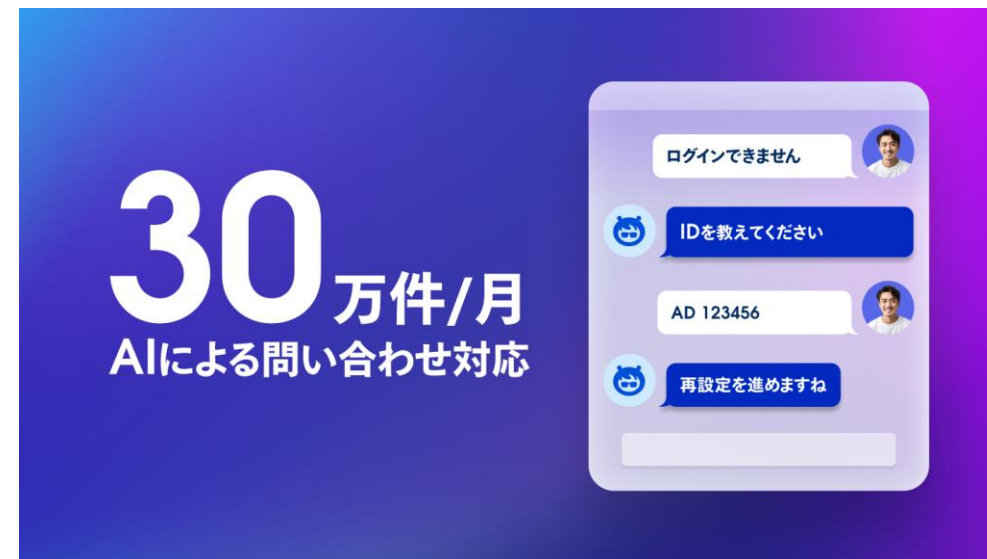 30万件/月
AIによる問い合わせ対応
ログインできません
IDを教えてください
AD 123456
再設定を進めますね